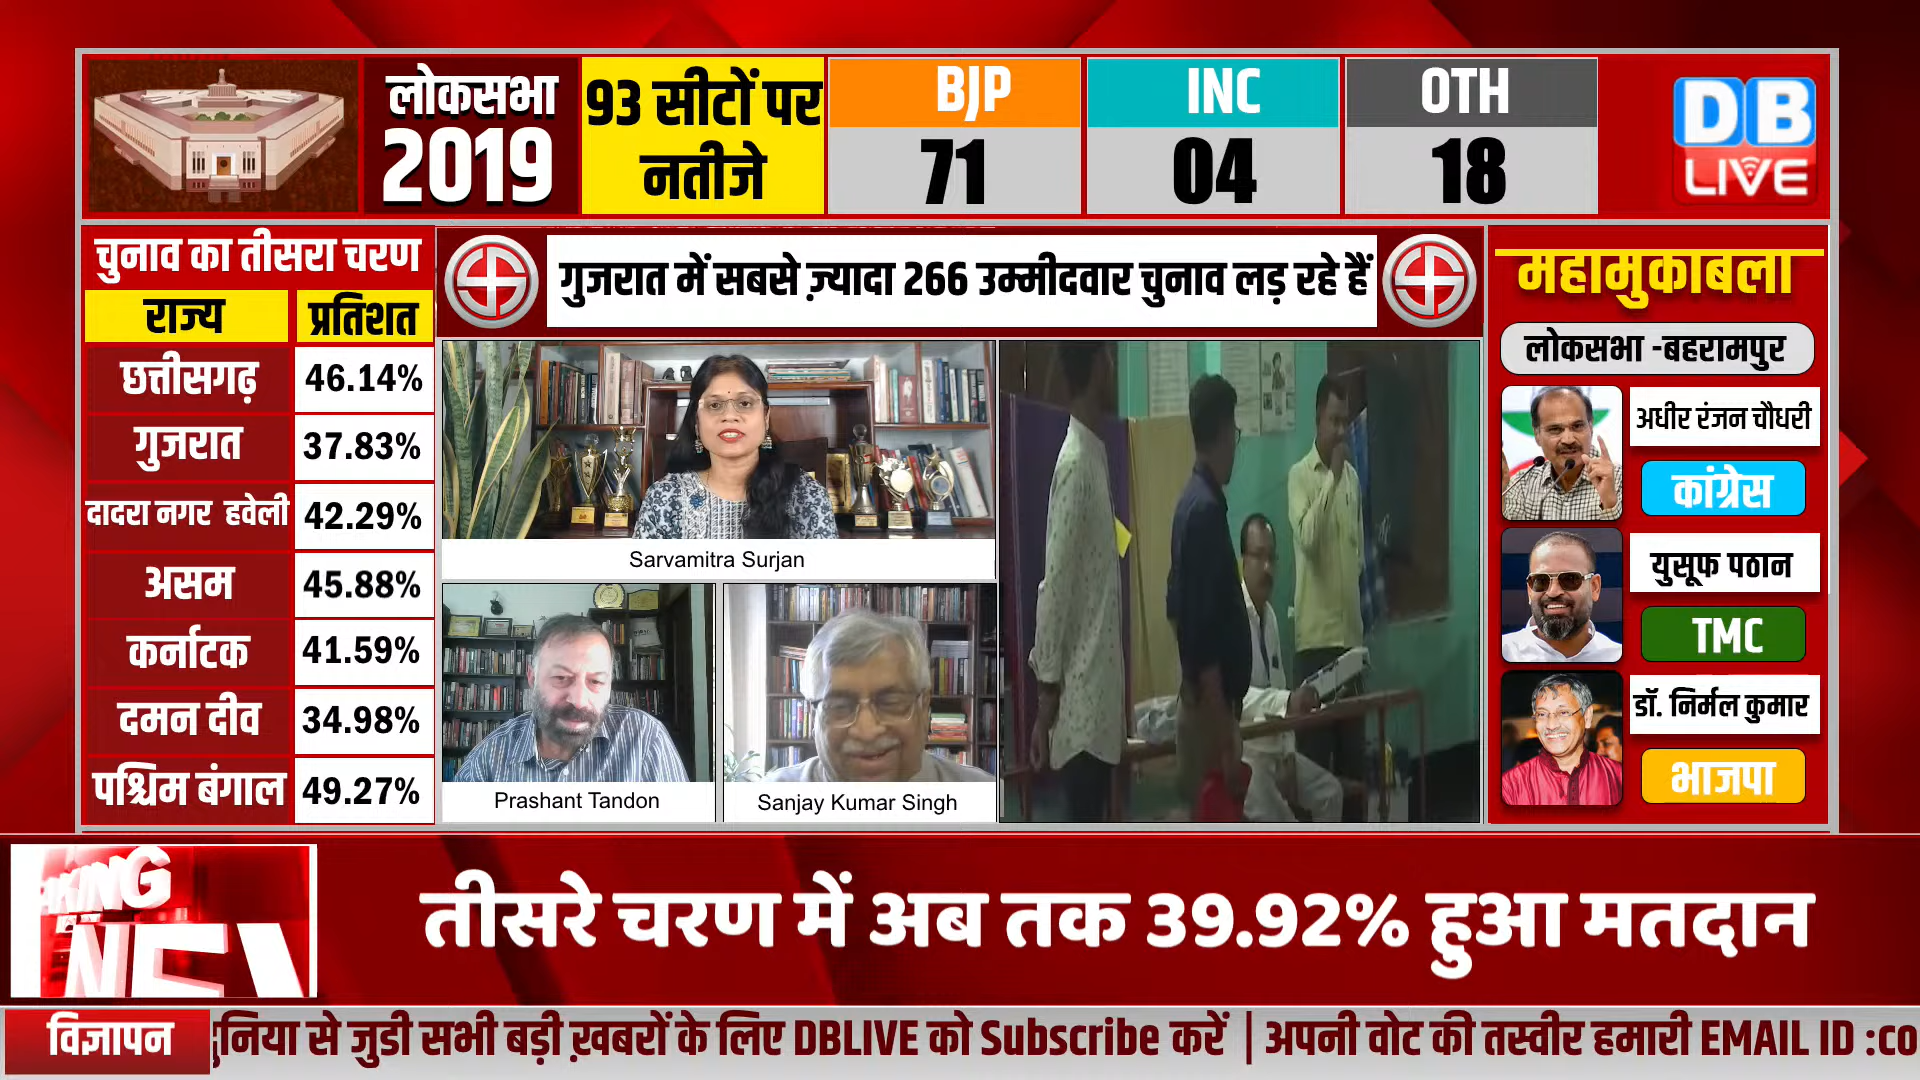 लोकसभा
2019
93 सीटों पर
नतीजे
BJP
71
INC
04
OTH
18
DB
LIVE
चुनाव का तीसरा चरण
राज्य प्रतिशत
छत्तीसगढ़ 46.14%
गुजरात 37.83%
दादरा नगर हवेली 42.29%
असम 45.88%
कर्नाटक 41.59%
दमन दीव 34.98%
पश्चिम बंगाल 49.27%
गुजरात में सबसे ज़्यादा 266 उम्मीदवार चुनाव लड़ रहे हैं
Sarvamitra Surjan
Prashant Tandon
Sanjay Kumar Singh
महामुकाबला
लोकसभा -बहरामपुर
अधीर रंजन चौधरी
कांग्रेस
युसूफ पठान
TMC
डॉ. निर्मल कुमार
भाजपा
तीसरे चरण में अब तक 39.92% हुआ मतदान
विज्ञापन
से जुडी सभी बड़ी ख़बरों के लिए DBLIVE को Subscribe करें | अपनी वोट की तस्वीर हमारी EMAIL ID :co